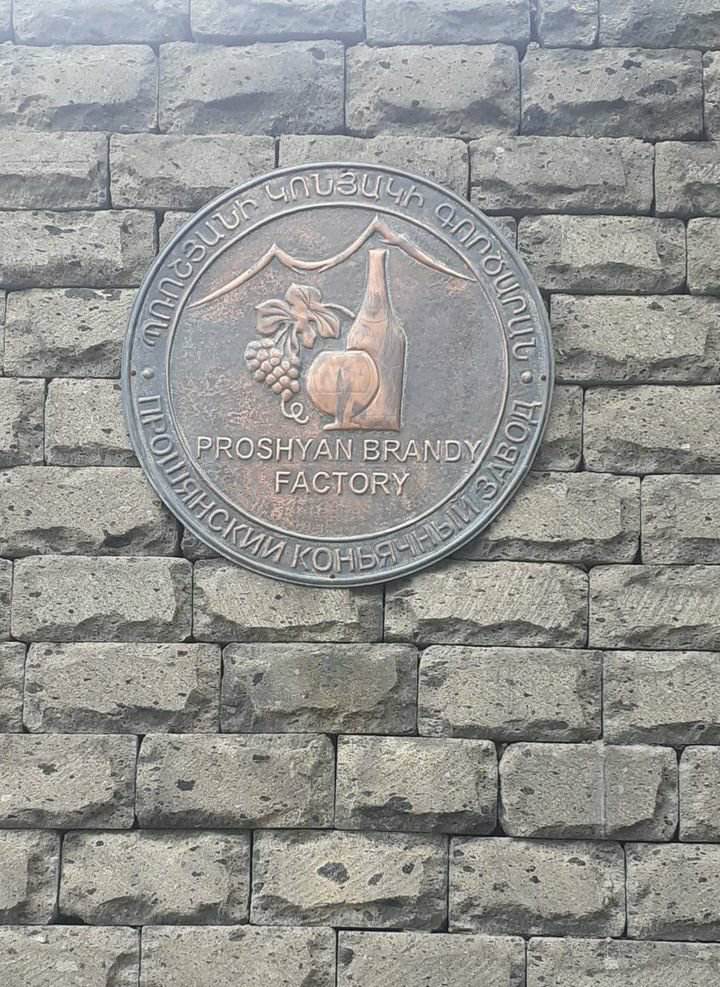 ՊՌՈՇՅԱՆԻ ԿՈՆՅԱԿԻ ԳՈՐԾԱՐԱՆ
PROSHYAN BRANDY
FACTORY
ПРОШЯНСКИЙ КОНЬЯЧНЫЙ ЗАВОД